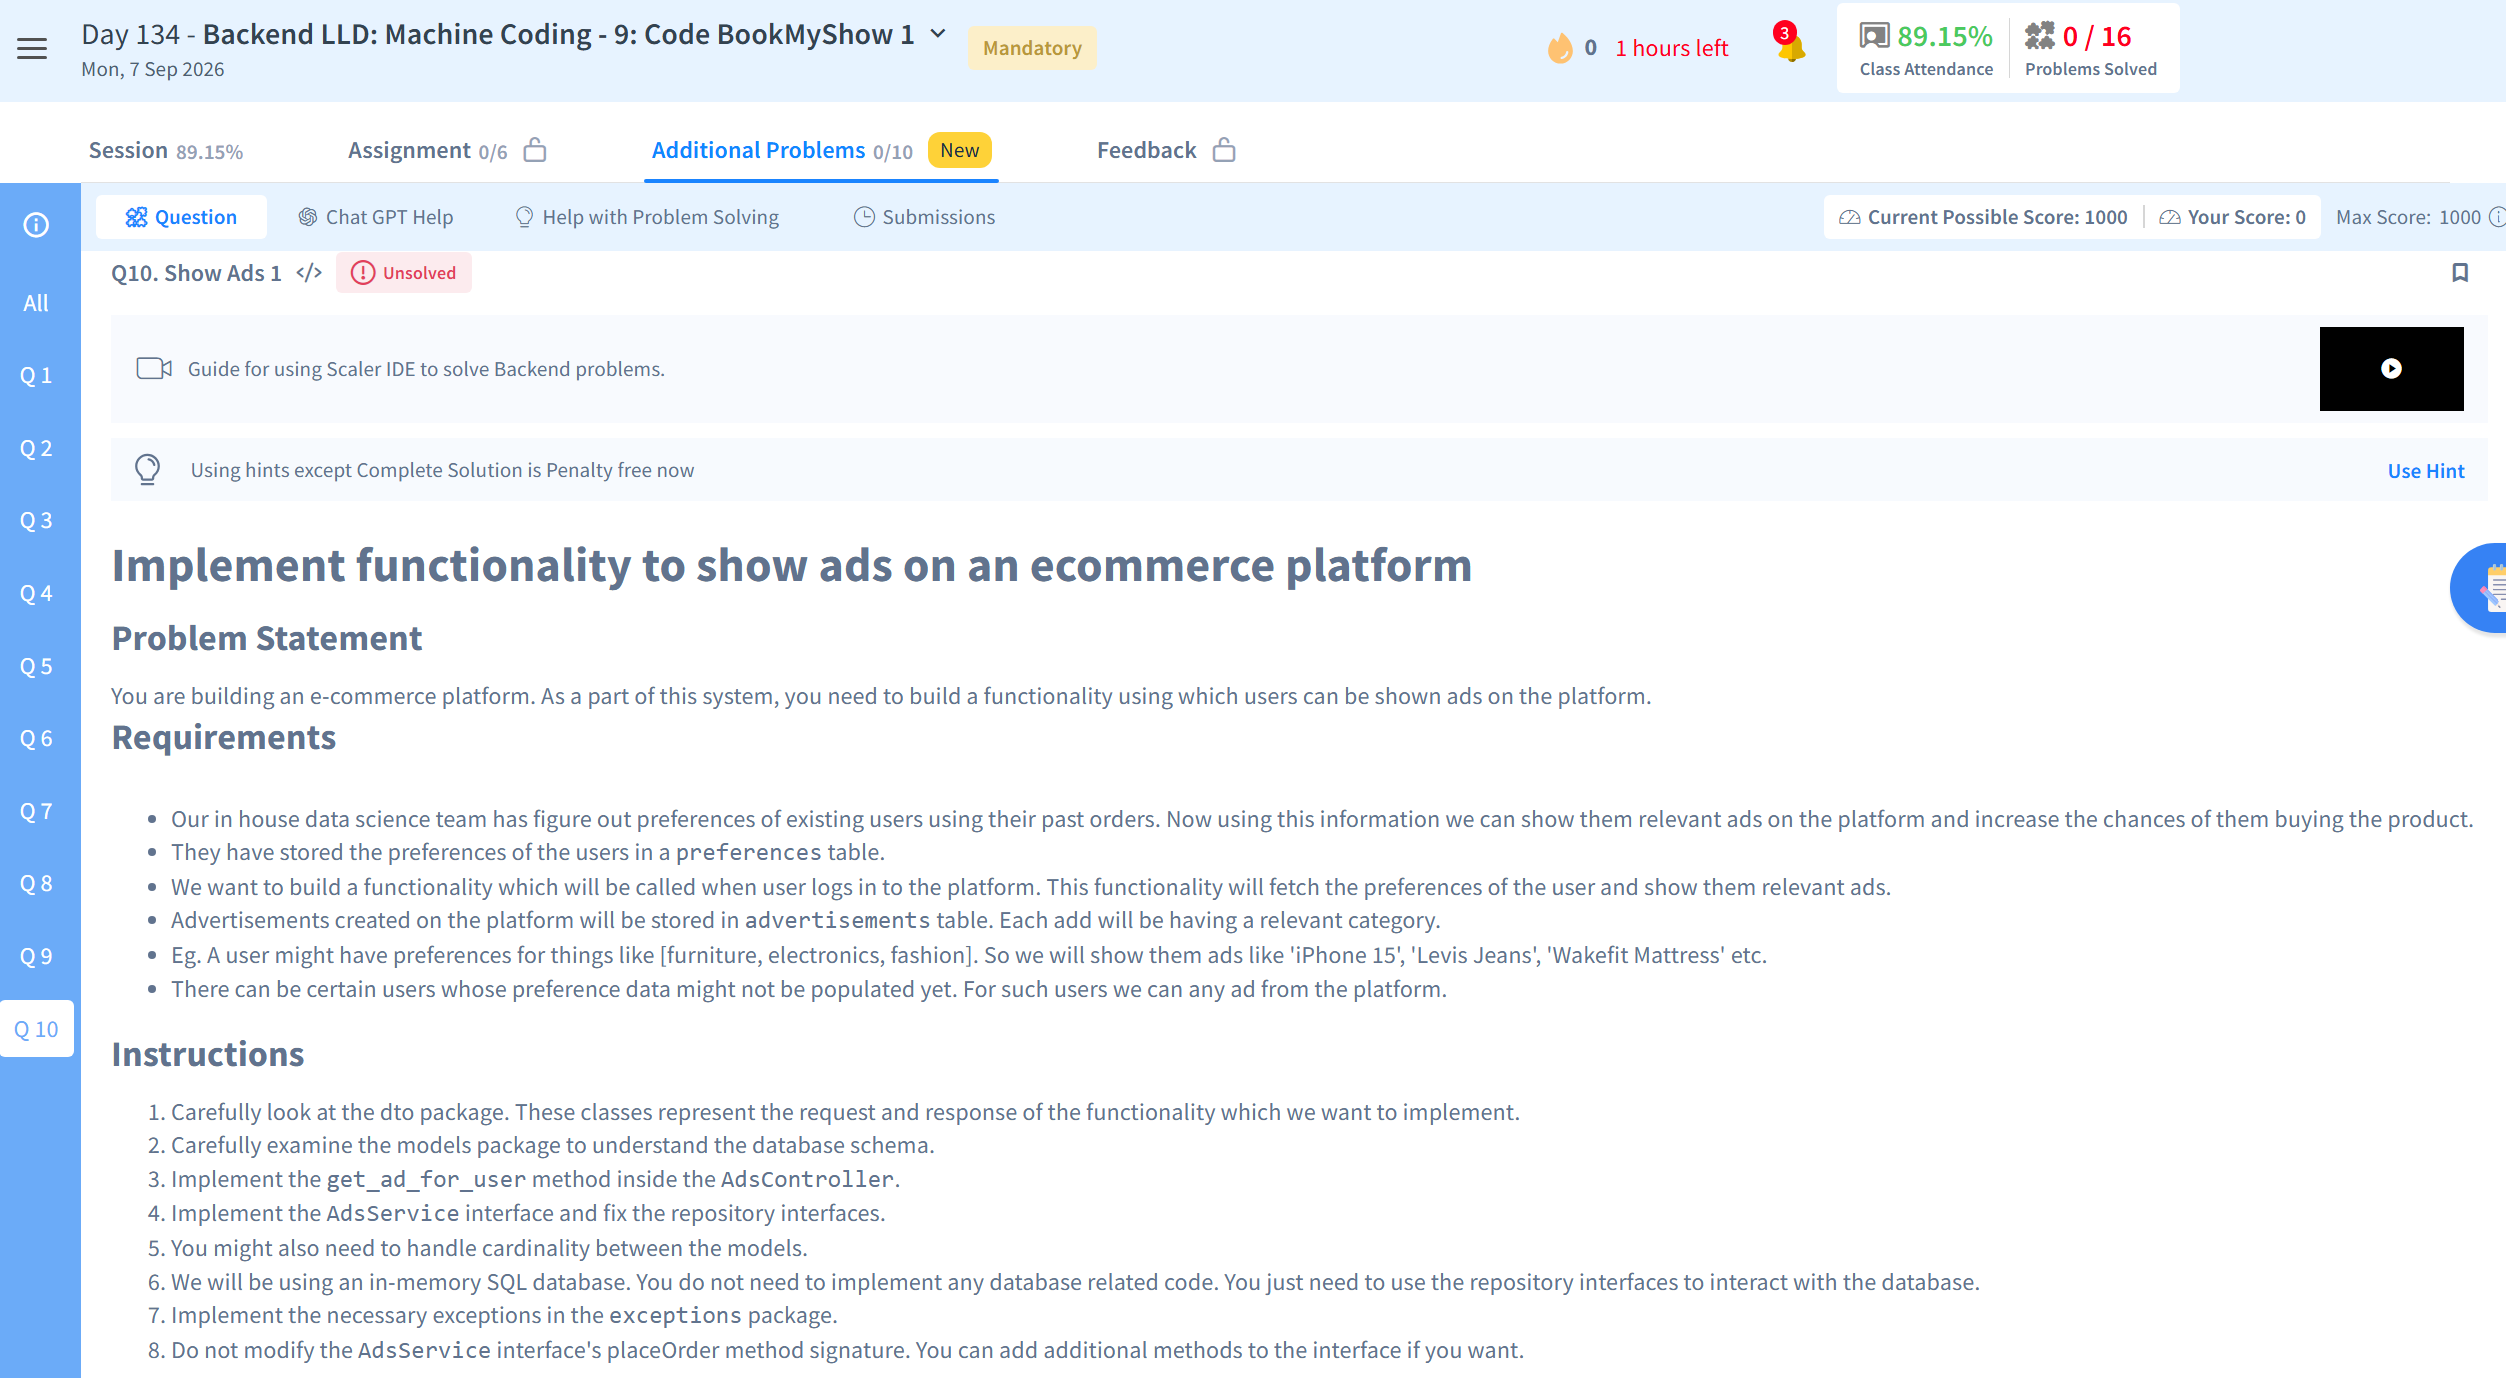 Day 134 - Backend LLD: Machine Coding - 9: Code BookMyShow 1
Mandatory
Mon, 7 Sep 2026
0
1 hours left
3
89.15%
Class Attendance
0 / 16
Problems Solved
Session 89.15%
Assignment 0/6
Additional Problems 0/10 New
Feedback
Question
Chat GPT Help
Help with Problem Solving
Submissions
Current Possible Score: 1000
Your Score: 0
Max Score: 1000
All
Q 1
Q 2
Q 3
Q 4
Q 5
Q 6
Q 7
Q 8
Q 9
Q 10
Q10. Show Ads 1 </>
Unsolved
Guide for using Scaler IDE to solve Backend problems.
Using hints except Complete Solution is Penalty free now
Use Hint
Implement functionality to show ads on an ecommerce platform
Problem Statement
You are building an e-commerce platform. As a part of this system, you need to build a functionality using which users can be shown ads on the platform.
Requirements
• Our in house data science team has figure out preferences of existing users using their past orders. Now using this information we can show them relevant ads on the platform and increase the chances of them buying the product.
• They have stored the preferences of the users in a preferences table.
• We want to build a functionality which will be called when user logs in to the platform. This functionality will fetch the preferences of the user and show them relevant ads.
• Advertisements created on the platform will be stored in advertisements table. Each add will be having a relevant category.
• Eg. A user might have preferences for things like [furniture, electronics, fashion]. So we will show them ads like 'iPhone 15', 'Levis Jeans', 'Wakefit Mattress' etc.
• There can be certain users whose preference data might not be populated yet. For such users we can any ad from the platform.
Instructions
1. Carefully look at the dto package. These classes represent the request and response of the functionality which we want to implement.
2. Carefully examine the models package to understand the database schema.
3. Implement the get_ad_for_user method inside the AdsController.
4. Implement the AdsService interface and fix the repository interfaces.
5. You might also need to handle cardinality between the models.
6. We will be using an in-memory SQL database. You do not need to implement any database related code. You just need to use the repository interfaces to interact with the database.
7. Implement the necessary exceptions in the exceptions package.
8. Do not modify the AdsService interface's placeOrder method signature. You can add additional methods to the interface if you want.